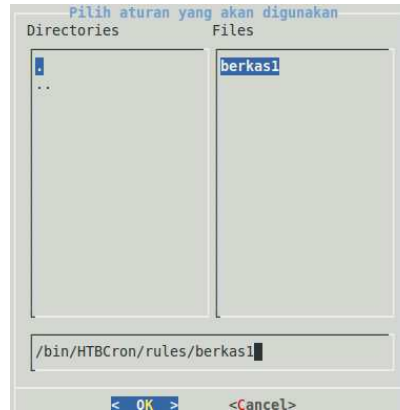 Pilih aturan yang akan digunakan
Directories Files
. berkas1
..
/bin/HTBCron/rules/berkas1
< OK > <Cancel>